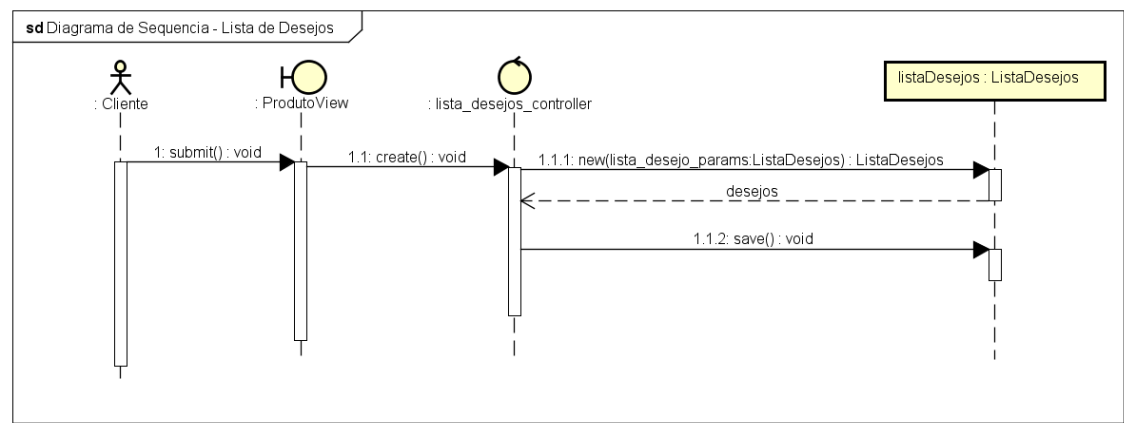 sd Diagrama de Sequencia - Lista de Desejos
: Cliente
: ProdutoView
: lista_desejos_controller
listaDesejos : ListaDesejos
1: submit() : void
1.1: create() : void
1.1.1: new(lista_desejo_params:ListaDesejos) : ListaDesejos
desejos
1.1.2: save() : void